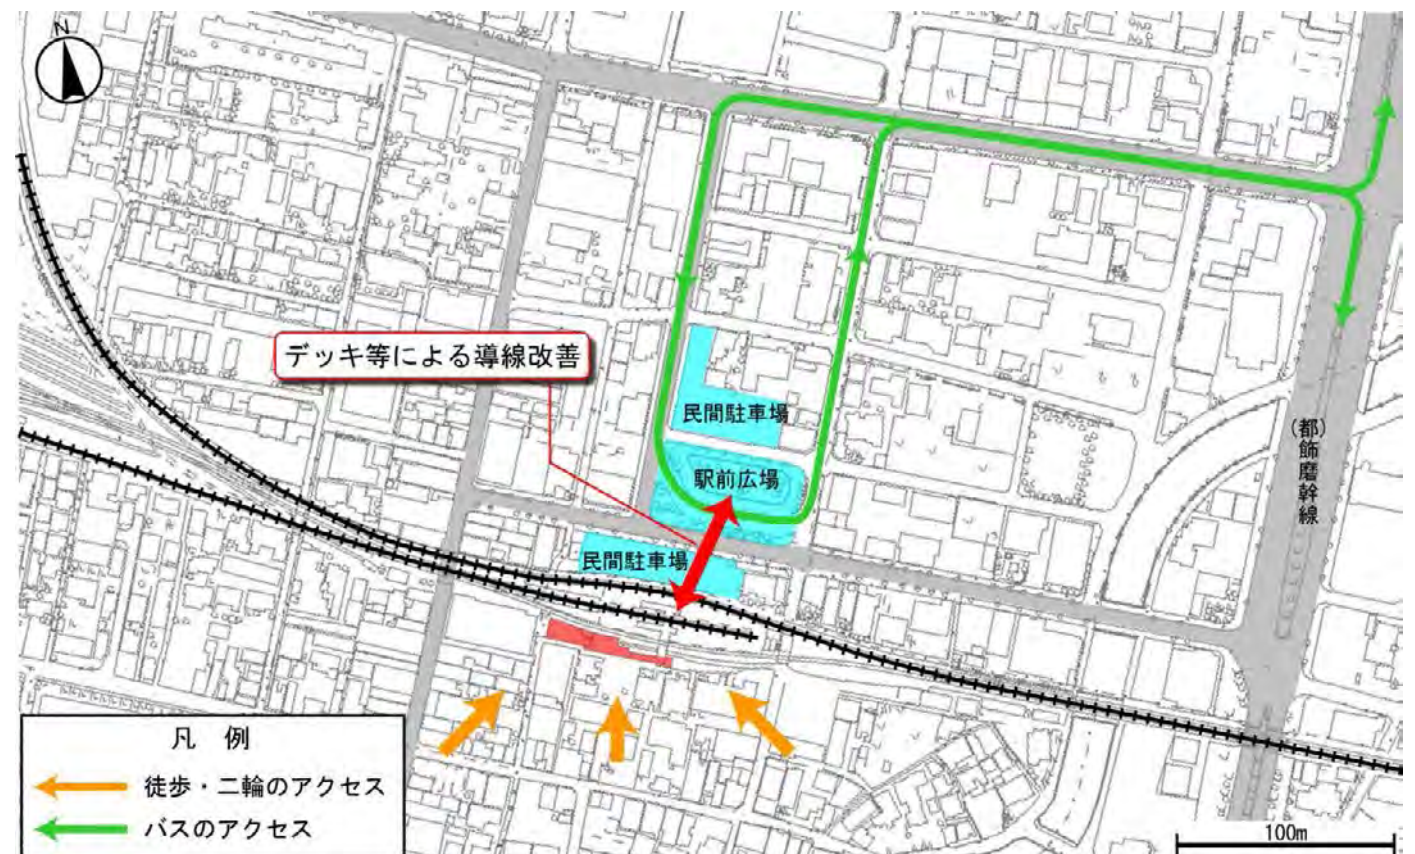 N
デッキ等による導線改善
民間駐車場
駅前広場
民間駐車場
(都)飾磨幹線
凡 例
徒歩・二輪のアクセス
バスのアクセス
100m